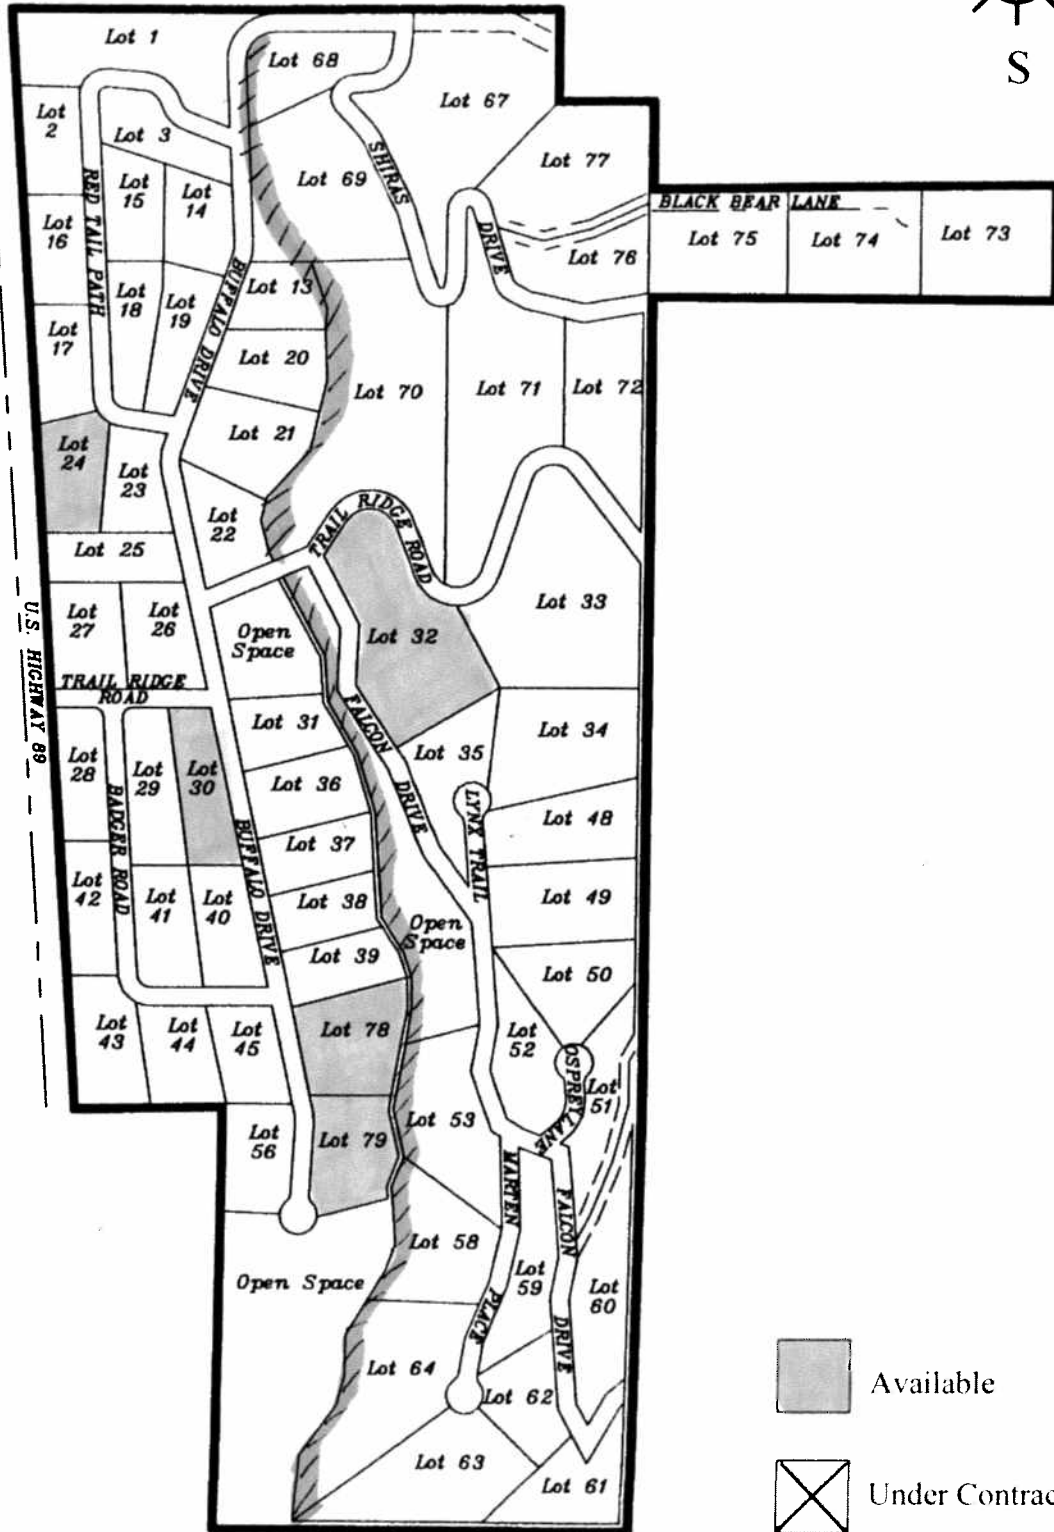 S
Lot 1
Lot 68
Lot 67
Lot
2
Lot 3
Lot 77
SHIRAS
DRIVE
Lot 69
RED TAIL PATH
Lot
15
Lot
14
BLACK BEAR LANE
Lot 75
Lot 74
Lot 73
Lot
16
Lot 76
Lot
18
Lot
19
BUFFALO DRIVE
Lot 13
Lot
17
Lot 20
Lot 70
Lot 71
Lot 72
Lot 21
Lot
24
Lot
23
Lot
22
TRAIL RIDGE ROAD
Lot 25
U.S. HIGHWAY 89
Lot
27
Lot
26
Open
Space
Lot 32
Lot 33
TRAIL RIDGE
ROAD
Lot 31
FALCON
DRIVE
Lot 35
Lot 34
Lot
28
Lot
29
Lot
30
Lot 36
BADGER ROAD
BUFFALO DRIVE
LYNX TRAIL
Lot 48
Lot 37
Lot
42
Lot
41
Lot
40
Lot 38
Lot 49
Open
Space
Lot 39
Lot 50
Lot
43
Lot
44
Lot
45
Lot 78
Lot
52
OSPREY LANE
Lot
51
Lot 53
Lot
56
Lot 79
MARTEN
PLACE
FALCON
DRIVE
Lot 58
Lot
59
Lot
60
Open Space
Lot 64
Lot 62
Lot 63
Lot 61
Available
Under Contrac